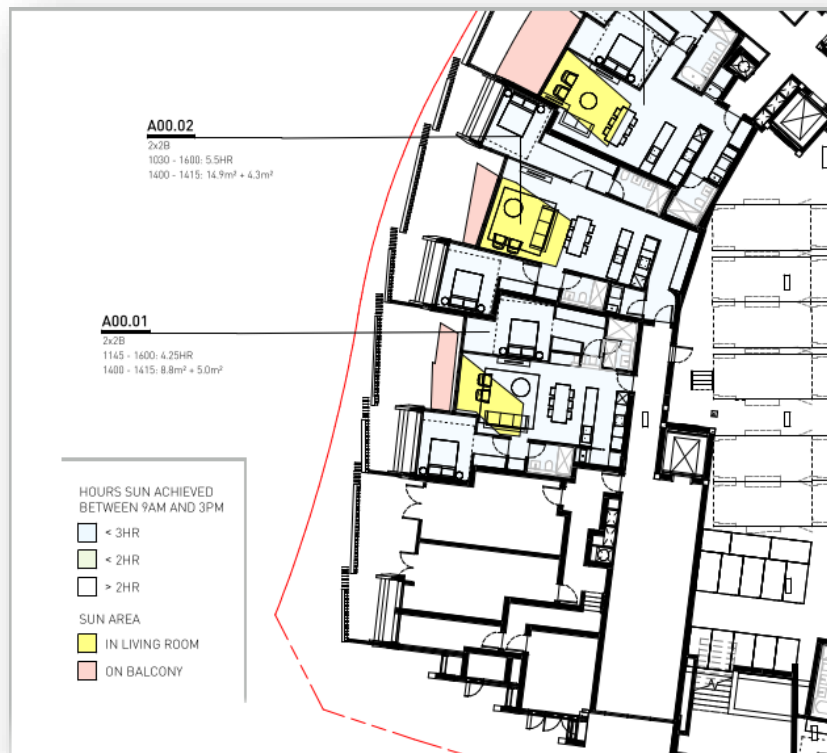 A00.02
2x2B
1030 - 1600: 5.5HR
1400 - 1415: 14.9m² + 4.3m²
A00.01
2x2B
1145 - 1600: 4.25HR
1400 - 1415: 8.8m² + 5.0m²
HOURS SUN ACHIEVED
BETWEEN 9AM AND 3PM
< 3HR
< 2HR
> 2HR
SUN AREA
IN LIVING ROOM
ON BALCONY